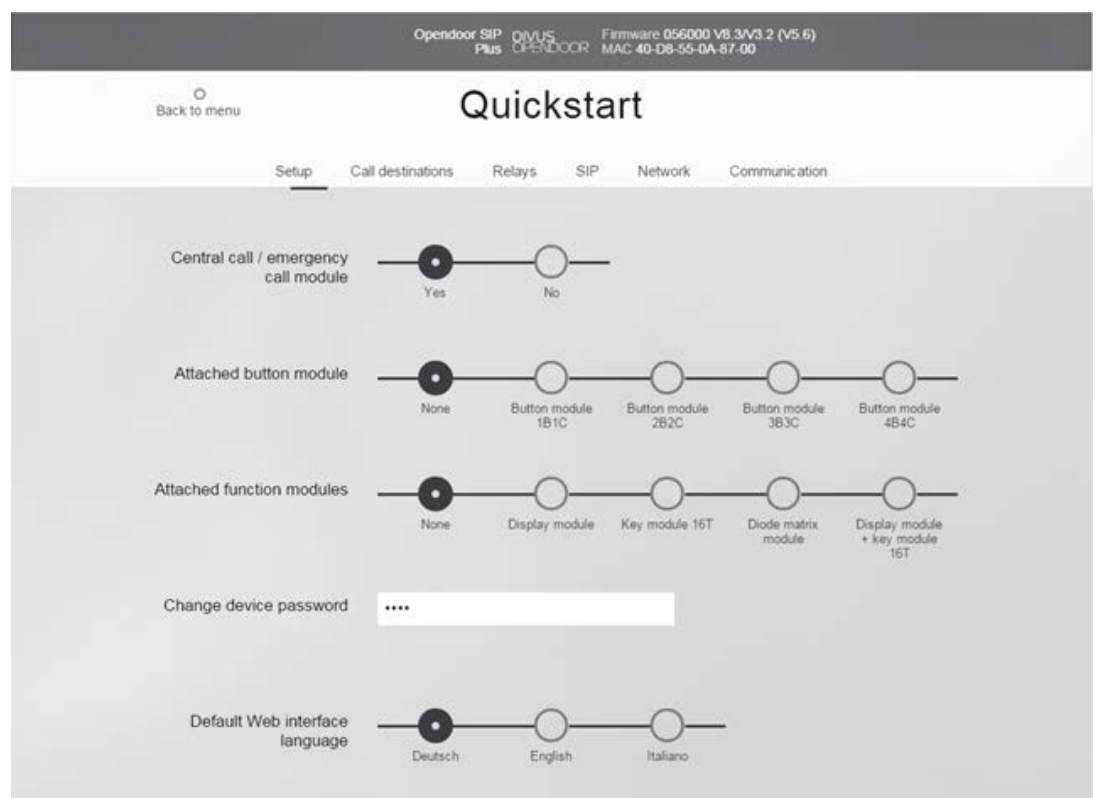 Opendoor SIP
Plus
DIVUS
OPENDOOR
Firmware 056000 V8.3/V3.2 (V5.6)
MAC 40-D8-55-0A-87-00
Back to menu
Quickstart
Setup Call destinations Relays SIP Network Communication
Central call / emergency
call module
Yes No
Attached button module
None Button module Button module Button module Button module
1B1C 2B2C 3B3C 4B4C
Attached function modules
None Display module Key module 16T Diode matrix Display module
module + key module
16T
Change device password
••••
Default Web interface
language
Deutsch English Italiano